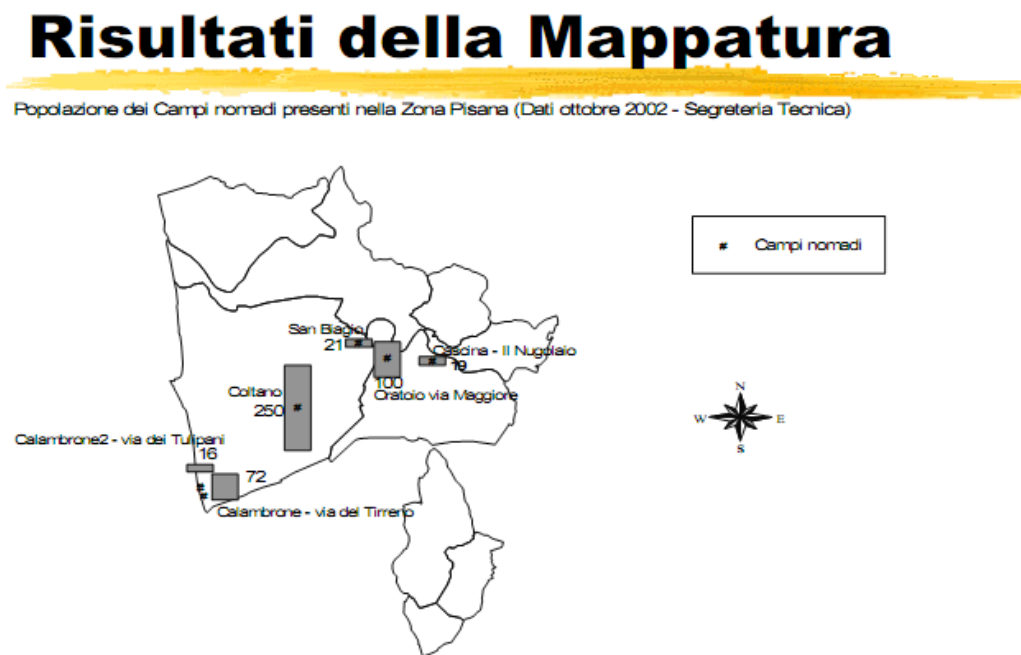 Risultati della Mappatura
Popolazione dei Campi nomadi presenti nella Zona Pisana (Dati ottobre 2002 - Segreteria Tecnica)
# Campi nomadi
San Biagio
21
Cascina - Il Nugolaio
19
100
Oratoio via Maggiore
Coltano
250
Calambrone2 - via dei Tulipani
16
72
Calambrone - via del Tirreno
N
W E
S